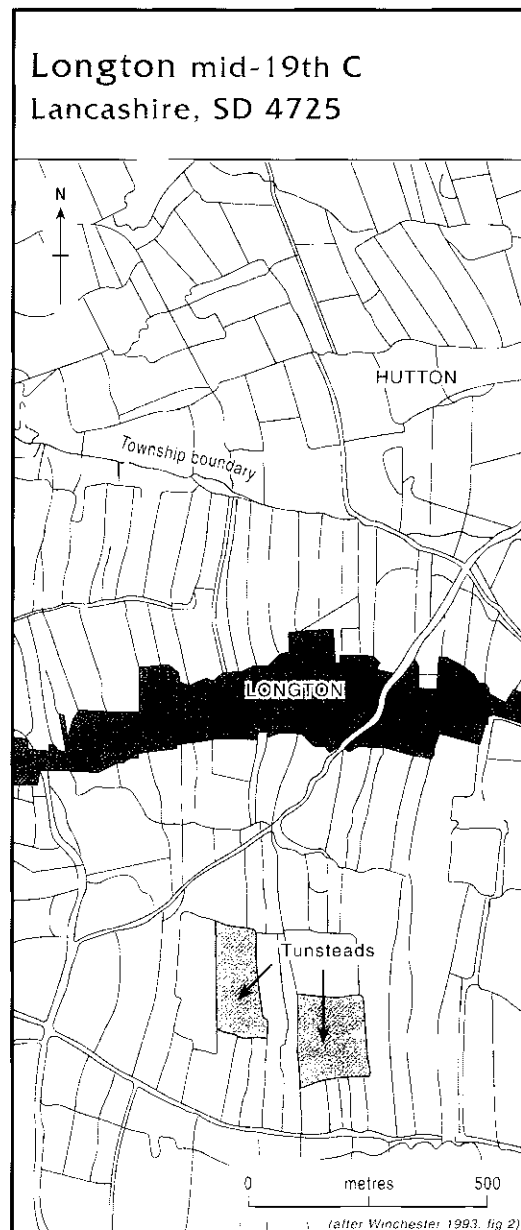 Longton mid-19th C
Lancashire, SD 4725
N
HUTTON
Township boundary
LONGTON
Tunsteads
0 metres 500
(after Winchester 1993, fig 2)